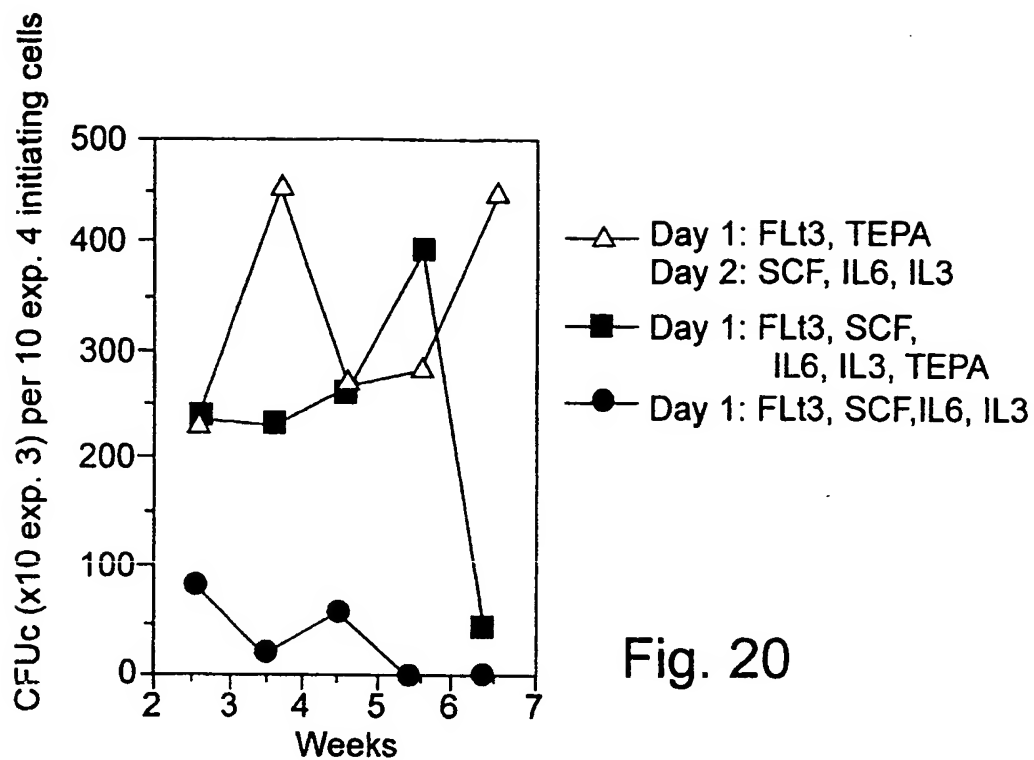 CFUc (x10 exp. 3) per 10 exp. 4 initiating cells
500
400
300
200
100
0
2 3 4 5 6 7
Weeks
Day 1: FLt3, TEPA
Day 2: SCF, IL6, IL3
Day 1: FLt3, SCF,
IL6, IL3, TEPA
Day 1: FLt3, SCF,IL6, IL3
Fig. 20